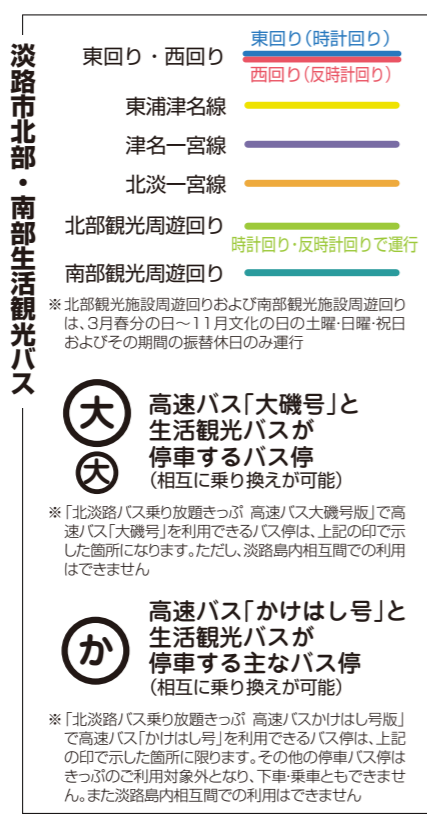 淡路市北部・南部生活観光バス
東回り・西回り
東回り（時計回り）
西回り（反時計回り）
東浦津名線
津名一宮線
北淡一宮線
北部観光周遊回り
時計回り・反時計回りで運行
南部観光周遊回り
※北部観光施設周遊回りおよび南部観光施設周遊回り
は、3月春分の日～11月文化の日の土曜・日曜・祝日
およびその期間の振替休日のみ運行
大
大
高速バス「大磯号」と
生活観光バスが
停車するバス停
（相互に乗り換えが可能）
※「北淡路バス乗り放題きっぷ 高速バス大磯号版」で高
速バス「大磯号」を利用できるバス停は、上記の印で示
した箇所になります。ただし、淡路島内相互間での利用
はできません
か
高速バス「かけはし号」と
生活観光バスが
停車する主なバス停
（相互に乗り換えが可能）
※「北淡路バス乗り放題きっぷ 高速バスかけはし号版」
で高速バス「かけはし号」を利用できるバス停は、上記
の印で示した箇所に限ります。その他の停車バス停は
きっぷのご利用対象外となり、下車・乗車ともできませ
ん。また淡路島内相互間での利用はできません